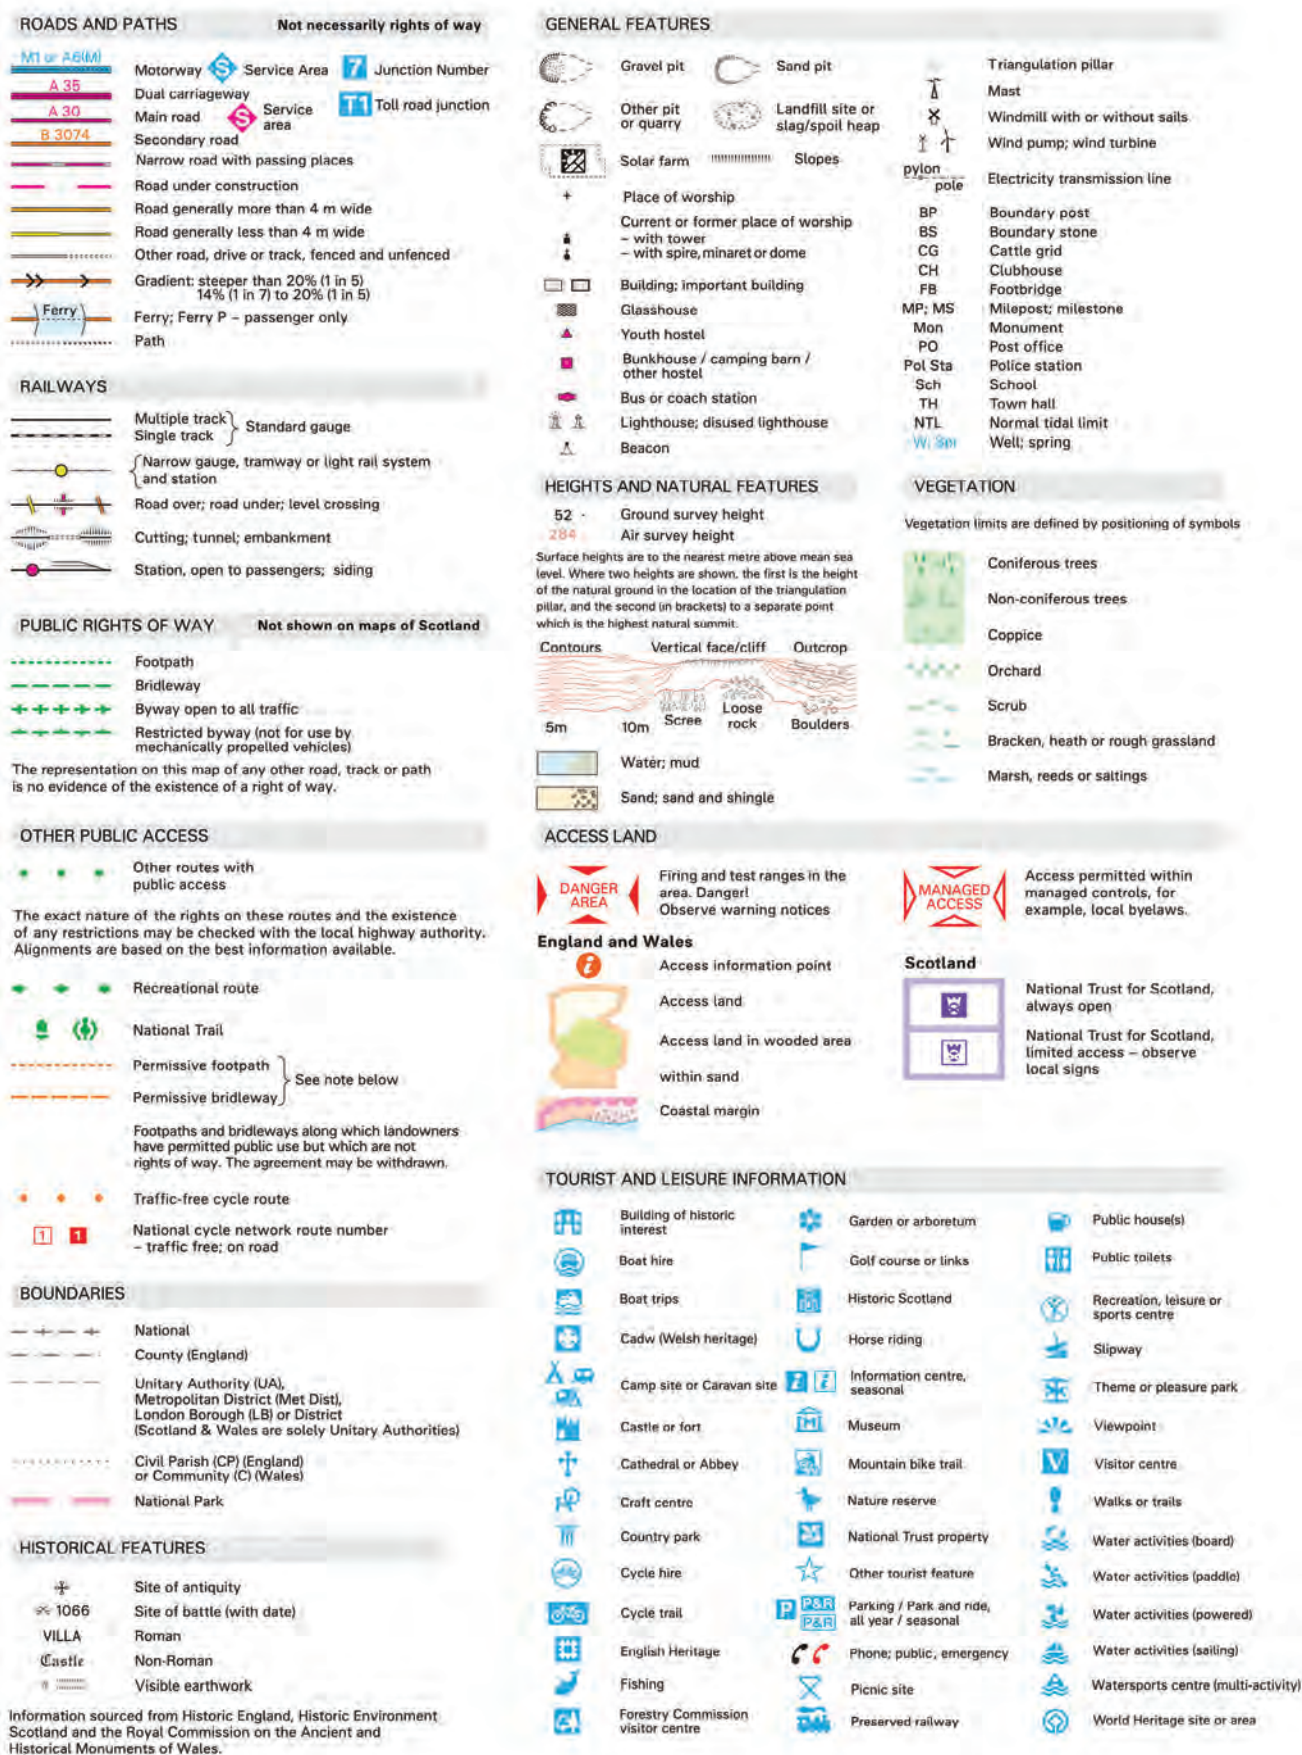 ROADS AND PATHS Not necessarily rights of way
M1 or A6(M)
Motorway S Service Area 7 Junction Number
A 35
Dual carriageway
A 30
Main road S Service area T1 Toll road junction
B 3074
Secondary road
Narrow road with passing places
Road under construction
Road generally more than 4 m wide
Road generally less than 4 m wide
Other road, drive or track, fenced and unfenced
Gradient: steeper than 20% (1 in 5)
14% (1 in 7) to 20% (1 in 5)
Ferry
Ferry; Ferry P – passenger only
Path
RAILWAYS
Multiple track
Single track
Standard gauge
Narrow gauge, tramway or light rail system
and station
Road over; road under; level crossing
Cutting; tunnel; embankment
Station, open to passengers; siding
PUBLIC RIGHTS OF WAY Not shown on maps of Scotland
Footpath
Bridleway
Byway open to all traffic
Restricted byway (not for use by
mechanically propelled vehicles)
The representation on this map of any other road, track or path
is no evidence of the existence of a right of way.
OTHER PUBLIC ACCESS
Other routes with
public access
The exact nature of the rights on these routes and the existence
of any restrictions may be checked with the local highway authority.
Alignments are based on the best information available.
Recreational route
National Trail
Permissive footpath
Permissive bridleway
See note below
Footpaths and bridleways along which landowners
have permitted public use but which are not
rights of way. The agreement may be withdrawn.
Traffic-free cycle route
1 1 National cycle network route number
– traffic free; on road
BOUNDARIES
National
County (England)
Unitary Authority (UA),
Metropolitan District (Met Dist),
London Borough (LB) or District
(Scotland & Wales are solely Unitary Authorities)
Civil Parish (CP) (England)
or Community (C) (Wales)
National Park
HISTORICAL FEATURES
Site of antiquity
1066 Site of battle (with date)
VILLA Roman
Castle Non-Roman
Visible earthwork
Information sourced from Historic England, Historic Environment
Scotland and the Royal Commission on the Ancient and
Historical Monuments of Wales.
GENERAL FEATURES
Gravel pit Sand pit
Other pit
or quarry
Landfill site or
slag/spoil heap
Solar farm Slopes
Place of worship
Current or former place of worship
– with tower
– with spire, minaret or dome
Building; important building
Glasshouse
Youth hostel
Bunkhouse / camping barn /
other hostel
Bus or coach station
Lighthouse; disused lighthouse
Beacon
Triangulation pillar
Mast
Windmill with or without sails
Wind pump; wind turbine
pylon
pole
Electricity transmission line
BP Boundary post
BS Boundary stone
CG Cattle grid
CH Clubhouse
FB Footbridge
MP; MS Milepost; milestone
Mon Monument
PO Post office
Pol Sta Police station
Sch School
TH Town hall
NTL Normal tidal limit
W; Spr Well; spring
HEIGHTS AND NATURAL FEATURES
52 · Ground survey height
284 · Air survey height
Surface heights are to the nearest metre above mean sea
level. Where two heights are shown, the first is the height
of the natural ground in the location of the triangulation
pillar, and the second (in brackets) to a separate point
which is the highest natural summit.
Contours Vertical face/cliff Outcrop
5m 10m Scree Loose
rock Boulders
Water; mud
Sand; sand and shingle
VEGETATION
Vegetation limits are defined by positioning of symbols
Coniferous trees
Non-coniferous trees
Coppice
Orchard
Scrub
Bracken, heath or rough grassland
Marsh, reeds or saltings
ACCESS LAND
DANGER
AREA
Firing and test ranges in the
area. Danger!
Observe warning notices
MANAGED
ACCESS
Access permitted within
managed controls, for
example, local byelaws.
England and Wales
i Access information point
Access land
Access land in wooded area
within sand
Coastal margin
Scotland
National Trust for Scotland,
always open
National Trust for Scotland,
limited access – observe
local signs
TOURIST AND LEISURE INFORMATION
Building of historic
interest
Boat hire
Boat trips
Cadw (Welsh heritage)
Camp site or Caravan site
Castle or fort
Cathedral or Abbey
Craft centre
Country park
Cycle hire
Cycle trail
English Heritage
Fishing
Forestry Commission
visitor centre
Garden or arboretum
Golf course or links
Historic Scotland
Horse riding
i i Information centre,
seasonal
M Museum
Mountain bike trail
Nature reserve
National Trust property
Other tourist feature
P P&R P&R Parking / Park and ride,
all year / seasonal
Phone; public, emergency
Picnic site
Preserved railway
Public house(s)
Public toilets
Recreation, leisure or
sports centre
Slipway
Theme or pleasure park
Viewpoint
V Visitor centre
Walks or trails
Water activities (board)
Water activities (paddle)
Water activities (powered)
Water activities (sailing)
Watersports centre (multi-activity)
World Heritage site or area